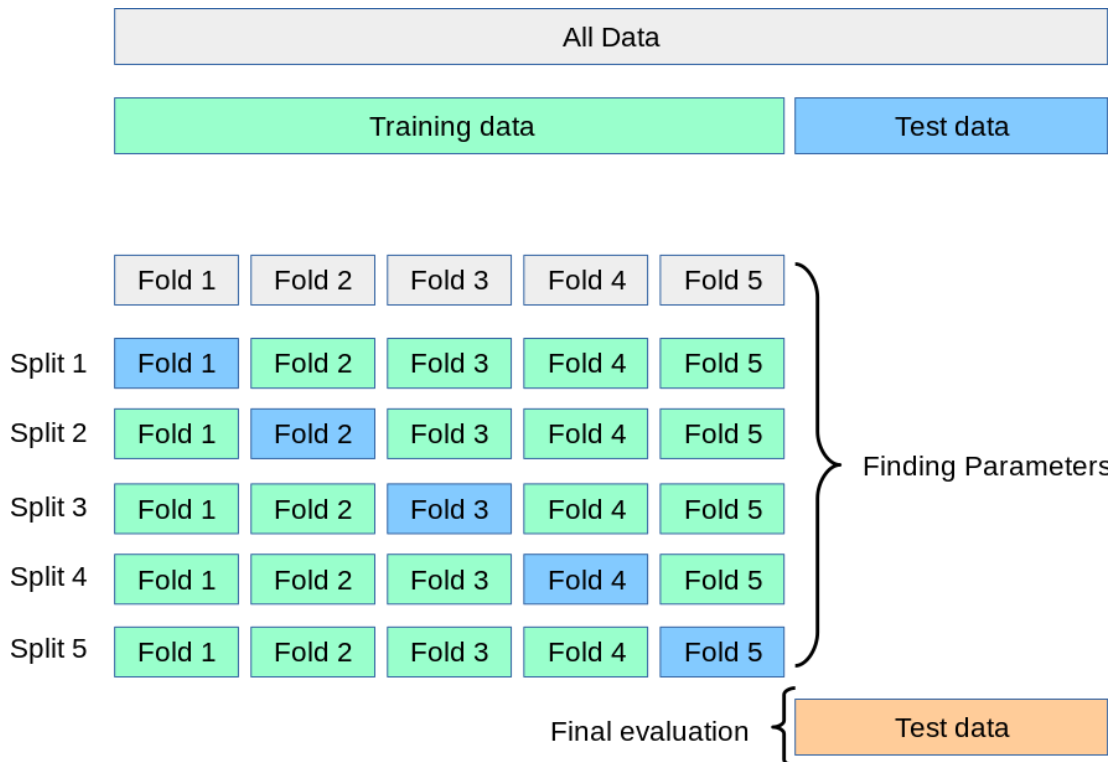 All Data
Training data Test data
Fold 1 Fold 2 Fold 3 Fold 4 Fold 5
Split 1 Fold 1 Fold 2 Fold 3 Fold 4 Fold 5
Split 2 Fold 1 Fold 2 Fold 3 Fold 4 Fold 5
Finding Parameters
Split 3 Fold 1 Fold 2 Fold 3 Fold 4 Fold 5
Split 4 Fold 1 Fold 2 Fold 3 Fold 4 Fold 5
Split 5 Fold 1 Fold 2 Fold 3 Fold 4 Fold 5
Final evaluation Test data